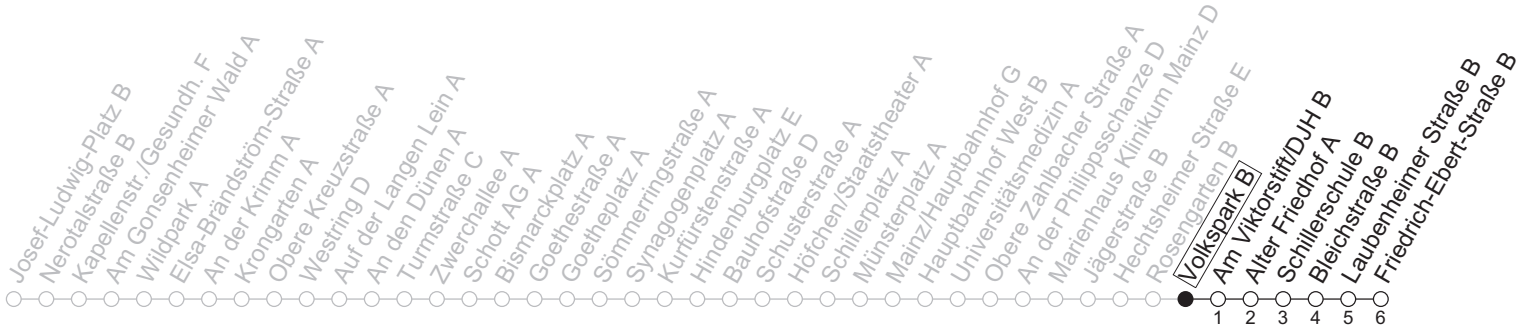 Josef-Ludwig-Platz B
Nerotalstraße B
Kapellenstr./Gesundh. F
Am Gonsenheimer Wald A
Wildpark A
Elsa-Brändström-Straße A
An der Krimm A
Krongarten A
Obere Kreuzstraße A
Westring D
Auf der Langen Lein A
An den Dünen A
Turmstraße C
Zwerchallee A
Schott AG A
Bismarckplatz A
Goethestraße A
Goetheplatz A
Sömmerringstraße A
Synagogenplatz A
Kurfürstenstraße A
Hindenburgplatz E
Bauhofstraße D
Schusterstraße A
Höfchen/Staatstheater A
Schillerplatz A
Münsterplatz A
Mainz/Hauptbahnhof G
Hauptbahnhof West B
Universitätsmedizin A
Obere Zahlbacher Straße A
An der Philippsschanze D
Marienhaus Klinikum Mainz D
Jägerstraße B
Hechtsheimer Straße E
Rosengarten B
Volkspark B
Am Viktorstift/DJH B
Alter Friedhof A
Schillerschule B
Bleichstraße B
Laubenheimer Straße B
Friedrich-Ebert-Straße B
1 2 3 4 5 6